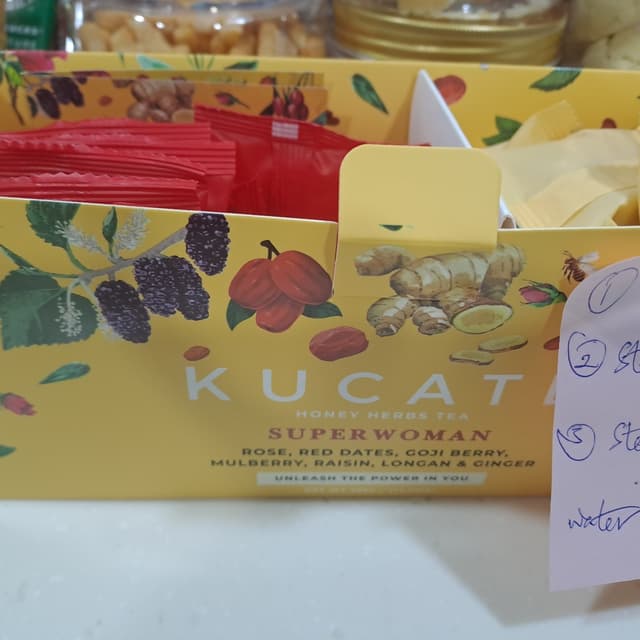 KUCAT
HONEY HERBS TEA
SUPERWOMAN
ROSE, RED DATES, GOJI BERRY,
MULBERRY, RAISIN, LONGAN & GINGER
UNLEASH THE POWER IN YOU
1
2 St
3 Ste
water